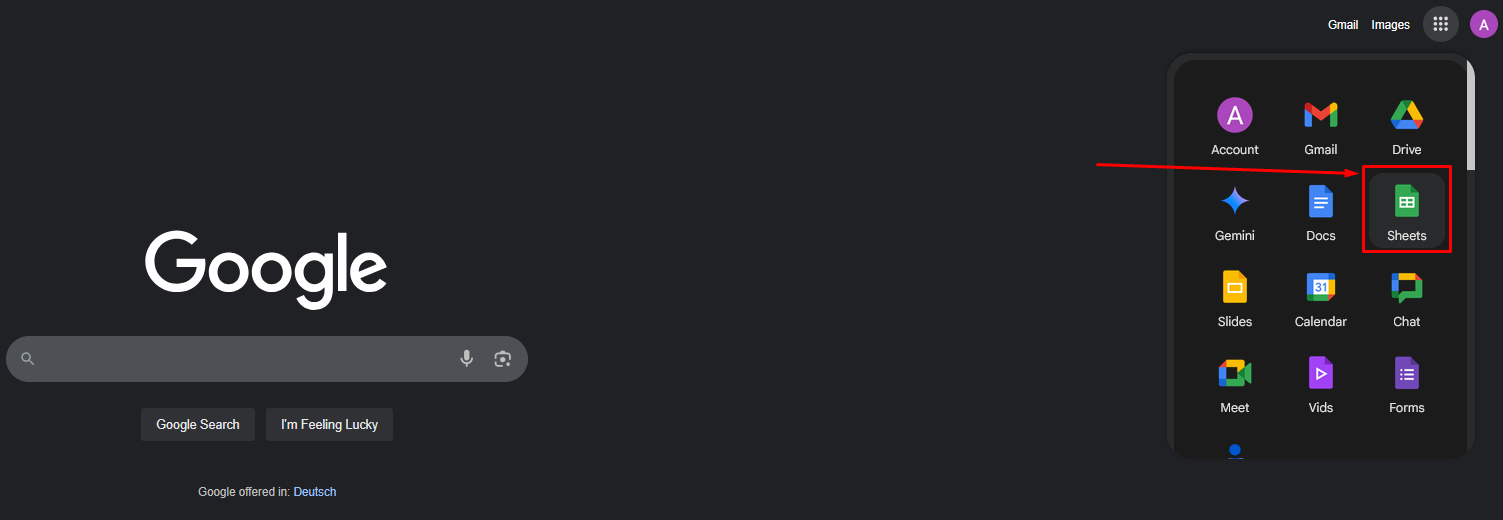 Gmail Images A
A
Account Gmail Drive
Gemini Docs Sheets
Google
31
Slides Calendar Chat
Meet Vids Forms
Google Search I'm Feeling Lucky
Google offered in: Deutsch